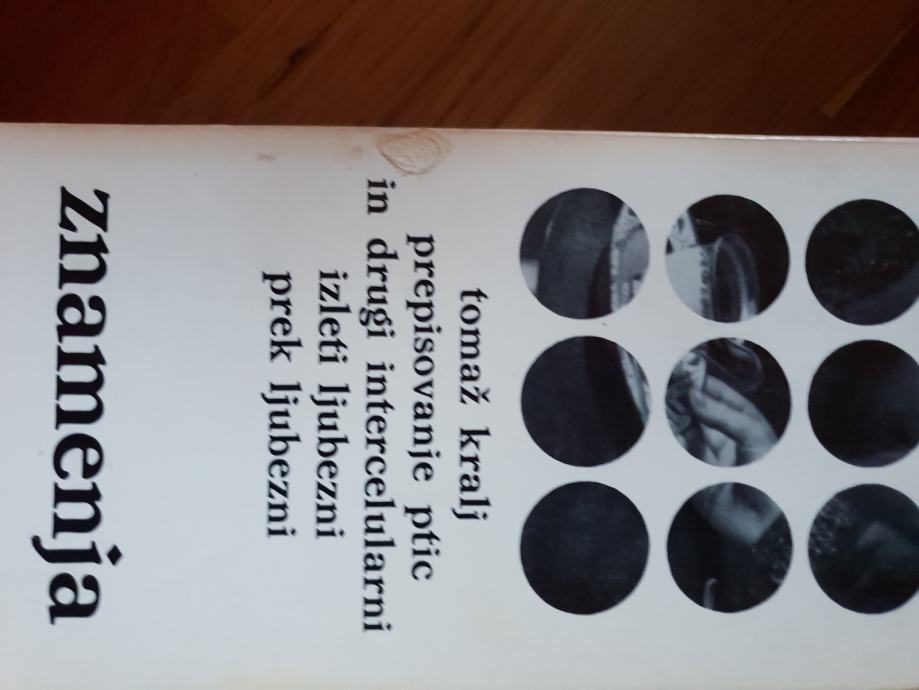 tomaž kralj
prepisovanje ptic
in drugi intercelularni
izleti ljubezni
prek ljubezni
znamenja